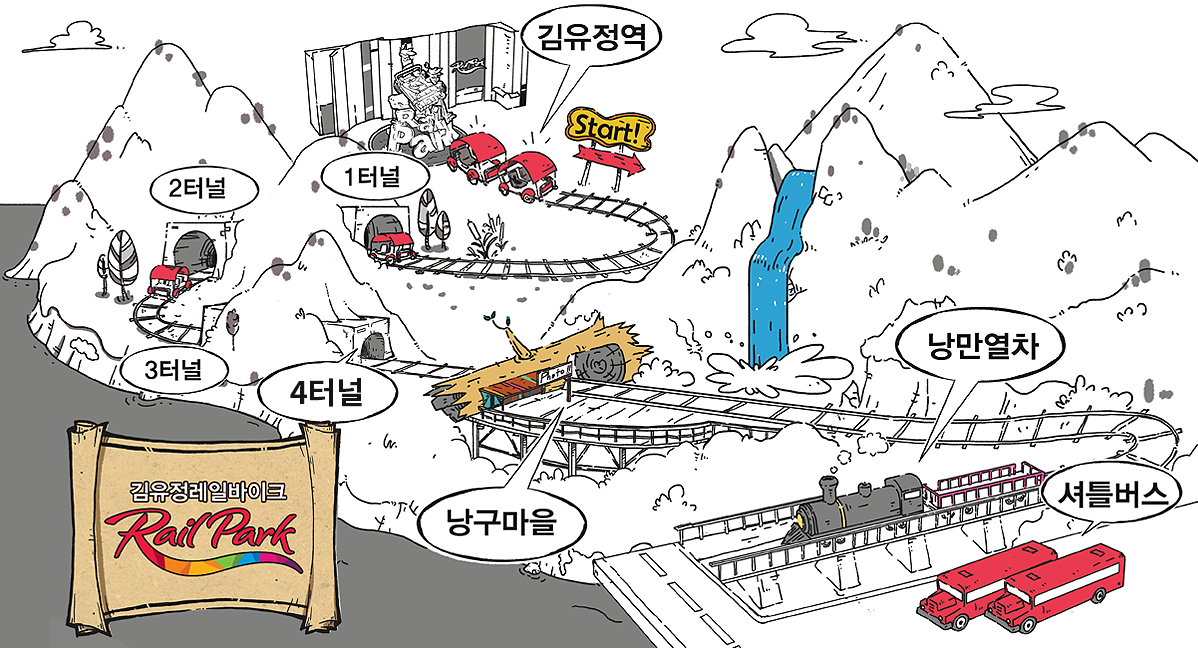 김유정역
Start!
1터널
2터널
3터널
4터널
Photo
낭만열차
낭구마을
셔틀버스
김유정레일바이크
Rail Park